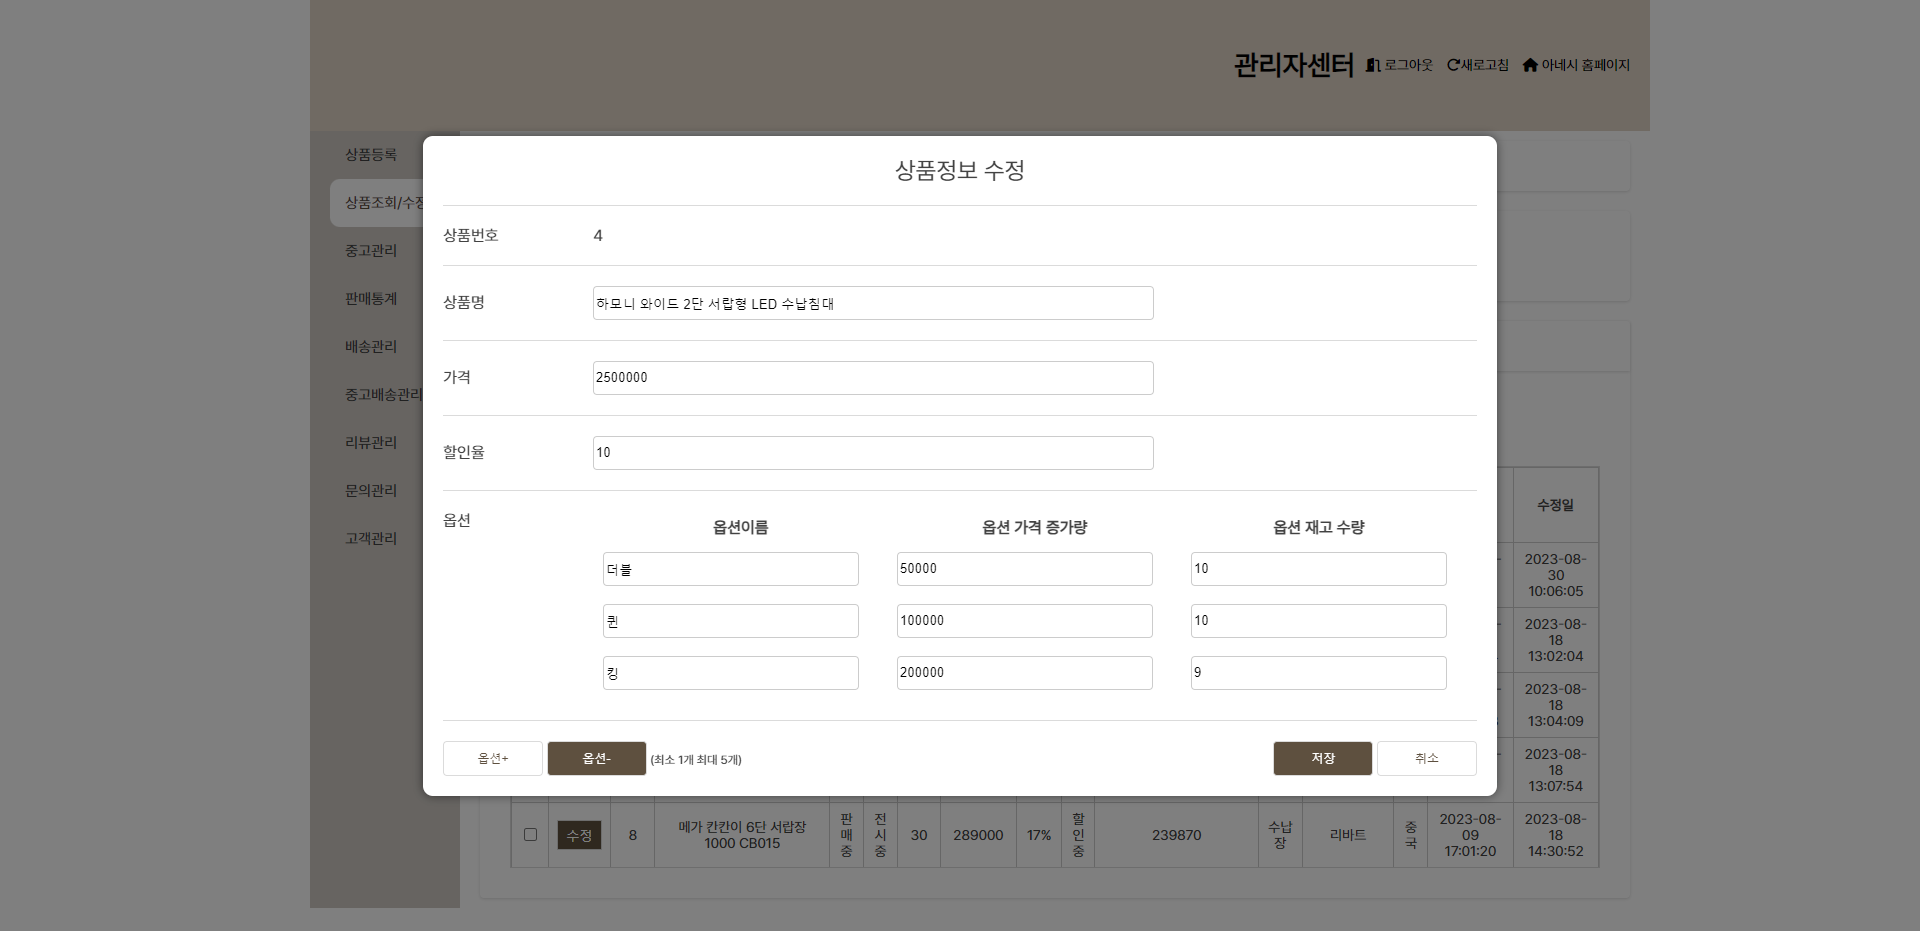 관리자센터 로그아웃 새로고침 아네시 홈페이지
상품등록
상품조회/수정
중고관리
판매통계
배송관리
중고배송관리
리뷰관리
문의관리
고객관리
상품정보 수정
상품번호 4
상품명 하모니 와이드 2단 서랍형 LED 수납침대
가격 2500000
할인율 10
옵션 옵션이름 옵션 가격 증가량 옵션 재고 수량
더블 50000 10
퀸 100000 10
킹 200000 9
옵션+ 옵션- (최소 1개 최대 5개) 저장 취소
수정일
2023-08-
30
10:06:05
2023-08-
18
13:02:04
2023-08-
18
13:04:09
2023-08-
18
13:07:54
수정 8 메가 칸칸이 6단 서랍장
1000 CB015
판
매
중
전
시
중
30 289000 17%
할
인
중
239870
수납
장
리바트
중
국
2023-08-
09
17:01:20
2023-08-
18
14:30:52